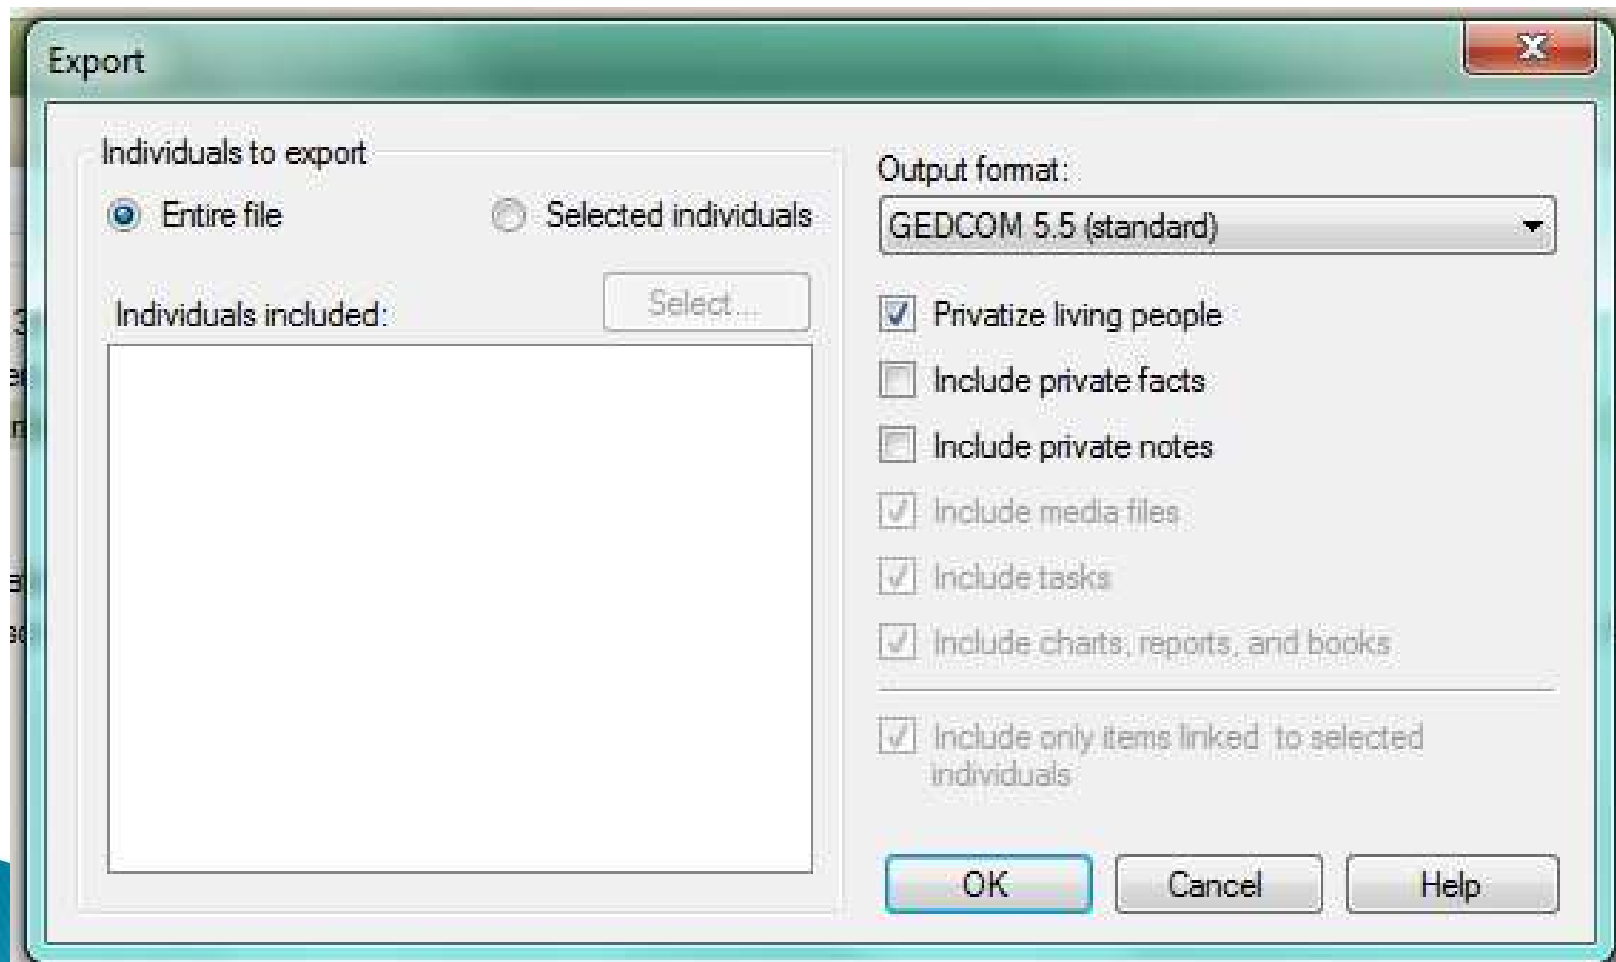 Export
Individuals to export
Entire file
Selected individuals
Individuals included:
Select...
Output format:
GEDCOM 5.5 (standard)
Privatize living people
Include private facts
Include private notes
Include media files
Include tasks
Include charts, reports, and books
Include only items linked to selected
individuals
OK
Cancel
Help